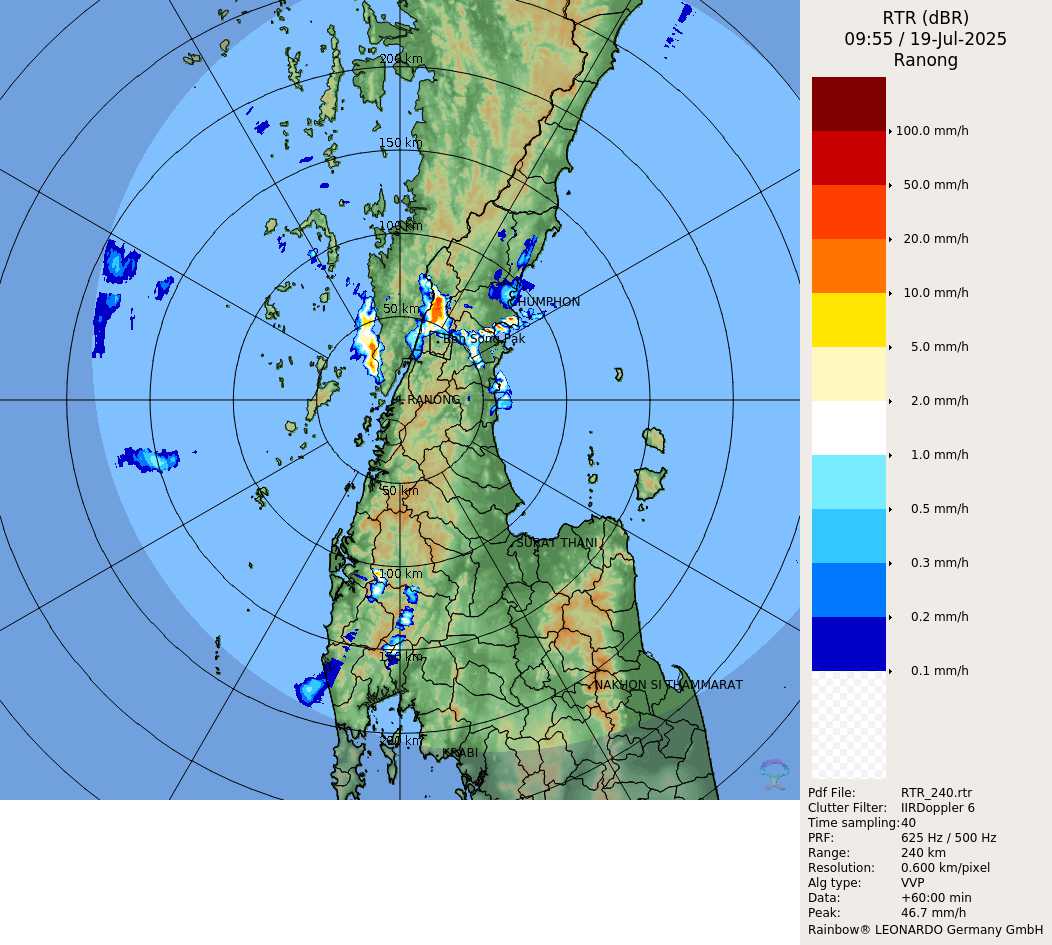 RTR (dBR)
09:55 / 19-Jul-2025
Ranong
200 km
150 km
100 km
50 km
CHUMPHON
Ban Song Pak
RANONG
50 km
SURAT THANI
100 km
150 km
NAKHON SI THAMMARAT
200 km
KRABI
100.0 mm/h
50.0 mm/h
20.0 mm/h
10.0 mm/h
5.0 mm/h
2.0 mm/h
1.0 mm/h
0.5 mm/h
0.3 mm/h
0.2 mm/h
0.1 mm/h
Pdf File: RTR_240.rtr
Clutter Filter: IIRDoppler 6
Time sampling:40
PRF: 625 Hz / 500 Hz
Range: 240 km
Resolution: 0.600 km/pixel
Alg type: VVP
Data: +60:00 min
Peak: 46.7 mm/h
Rainbow® LEONARDO Germany GmbH